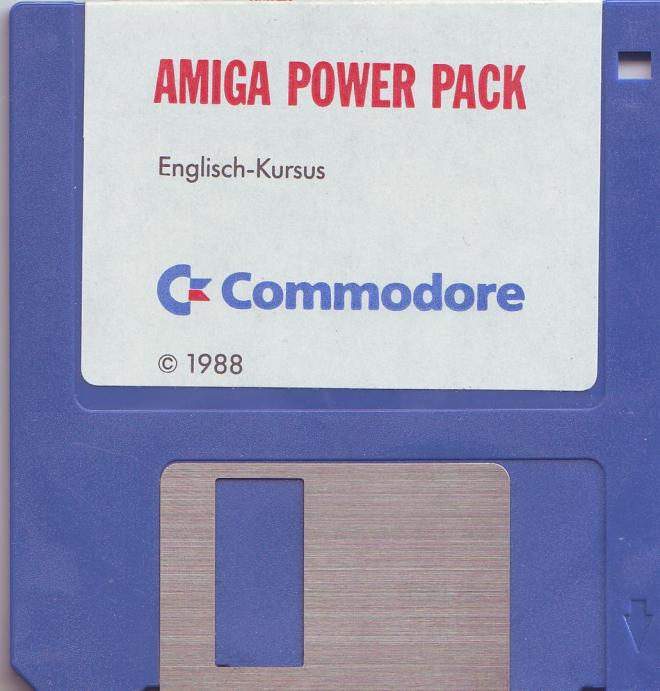 AMIGA POWER PACK
Englisch-Kursus
Commodore
© 1988